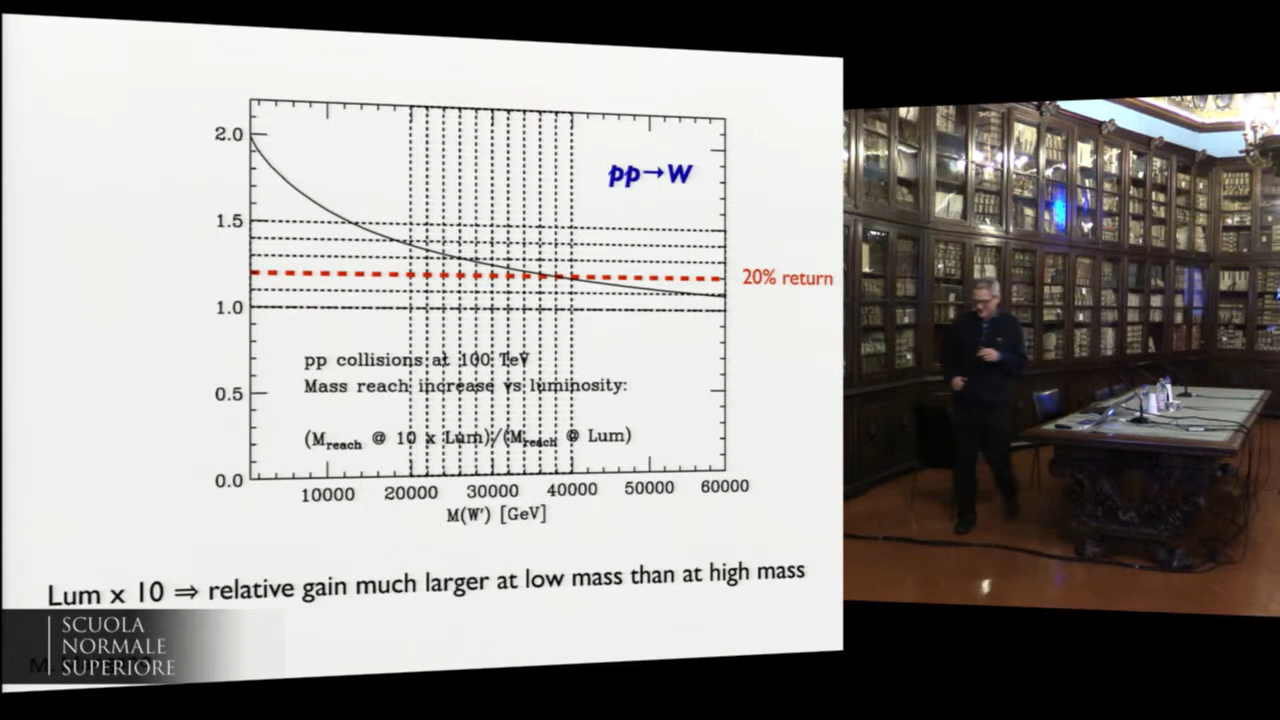 2.0
1.5
1.0
0.5
0.0
pp→W
20% return
pp collisions at 100 TeV
Mass reach increase vs luminosity:
(Mreach @ 10 x Lum)/(Mreach @ Lum)
10000 20000 30000 40000 50000 60000
M(W') [GeV]
Lum x 10 ⇒ relative gain much larger at low mass than at high mass
SCUOLA
NORMALE
SUPERIORE